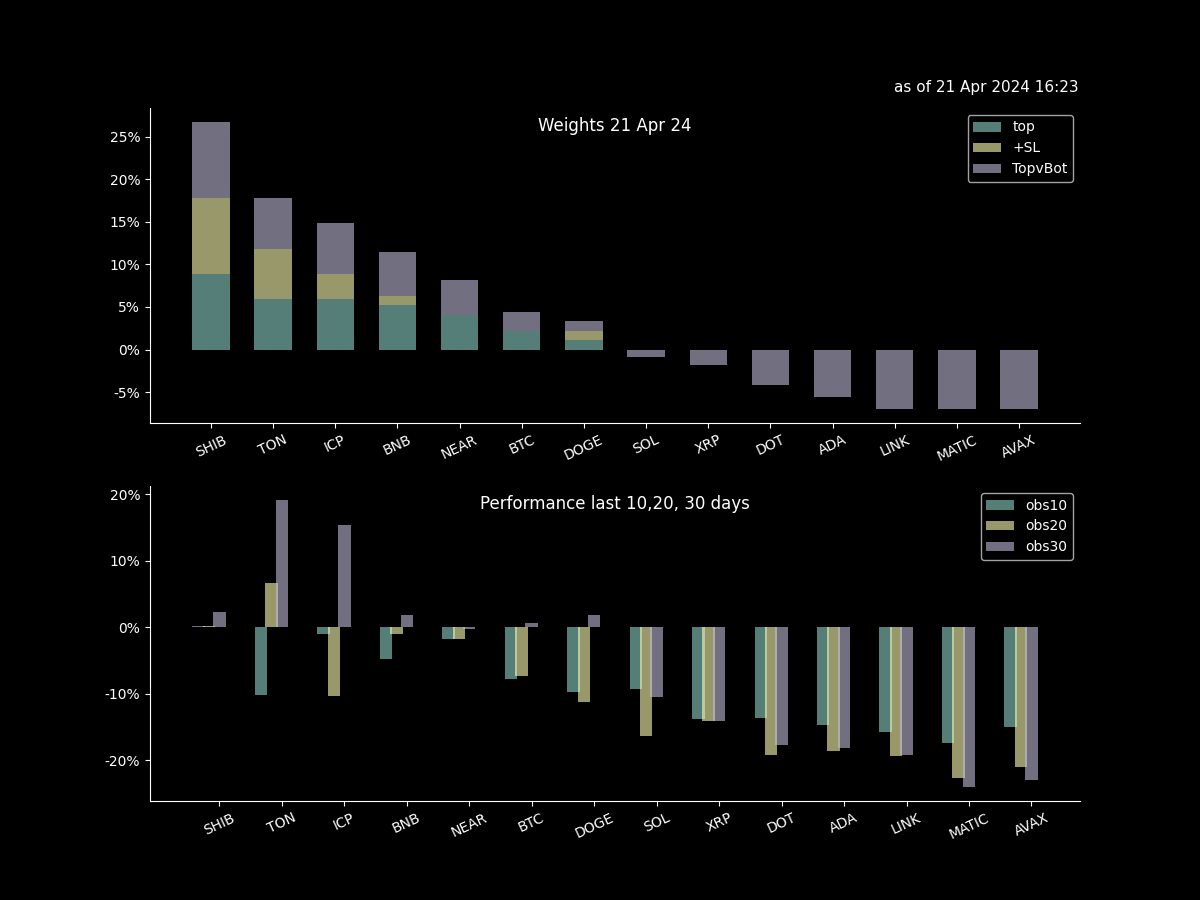 as of 21 Apr 2024 16:23
Weights 21 Apr 24
top
+SL
TopvBot
25%
20%
15%
10%
5%
0%
-5%
SHIB TON ICP BNB NEAR BTC DOGE SOL XRP DOT ADA LINK MATIC AVAX
Performance last 10,20, 30 days
obs10
obs20
obs30
20%
10%
0%
-10%
-20%
SHIB TON ICP BNB NEAR BTC DOGE SOL XRP DOT ADA LINK MATIC AVAX